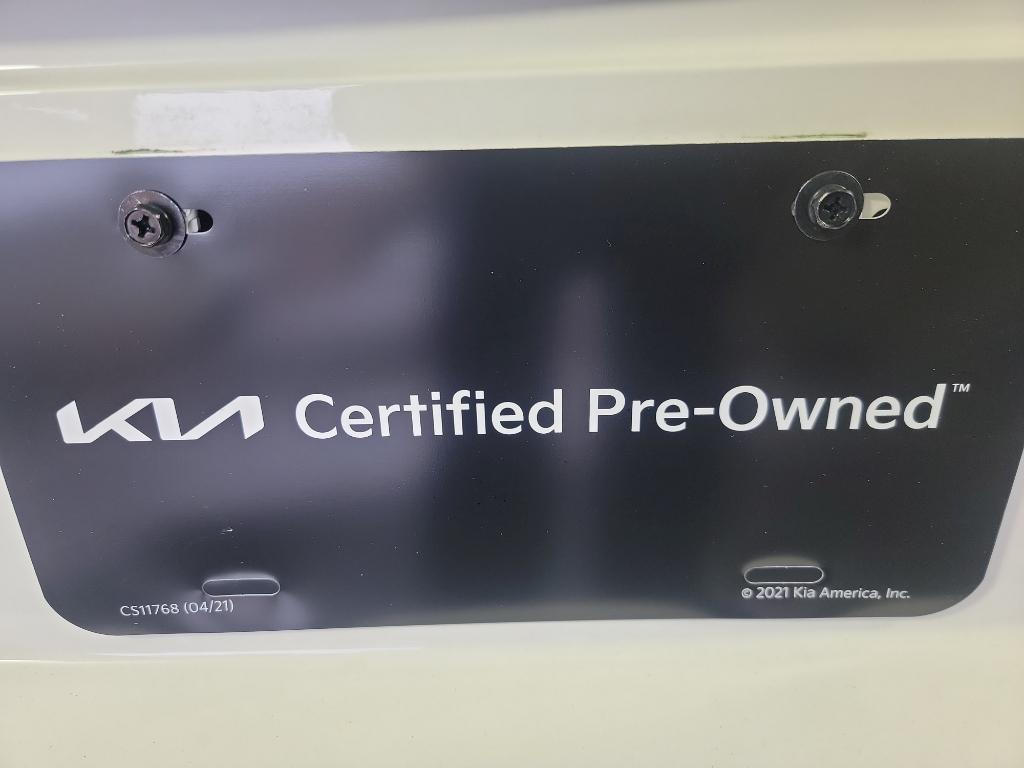 KIA Certified Pre-Owned™
CS11768 (04/21)
© 2021 Kia America, Inc.